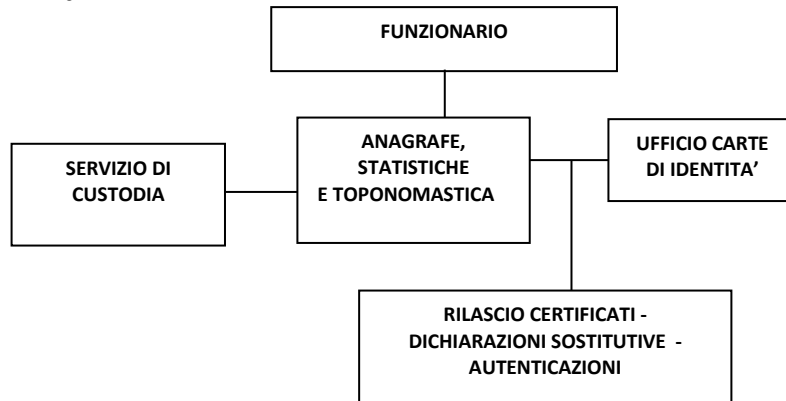 FUNZIONARIO
ANAGRAFE,
STATISTICHE
E TOPONOMASTICA
SERVIZIO DI
CUSTODIA
UFFICIO CARTE
DI IDENTITA’
RILASCIO CERTIFICATI -
DICHIARAZIONI SOSTITUTIVE -
AUTENTICAZIONI